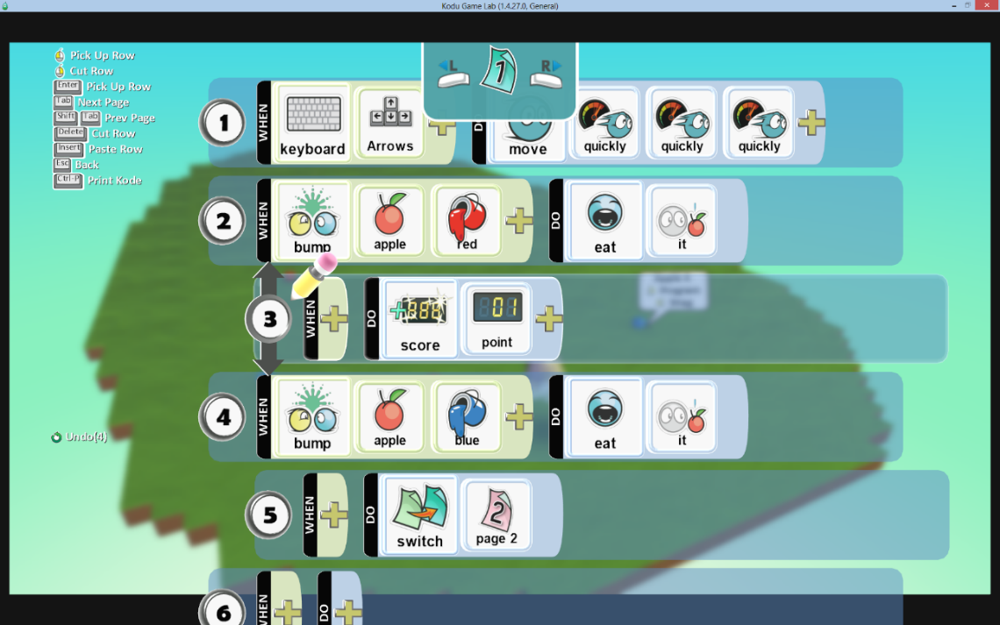 Kodu Game Lab (1.4.27.0, General)
Pick Up Row
Cut Row
Enter Pick Up Row
Tab Next Page
Shift Tab Prev Page
Delete Cut Row
Insert Paste Row
Esc Back
Ctrl-P Print Kode
Undo(4)
L 1 R
1 WHEN keyboard Arrows DO move quickly quickly quickly
2 WHEN bump apple red DO eat it
3 WHEN DO score 01 point
4 WHEN bump apple blue DO eat it
5 WHEN DO switch 2 page 2
6 WHEN DO